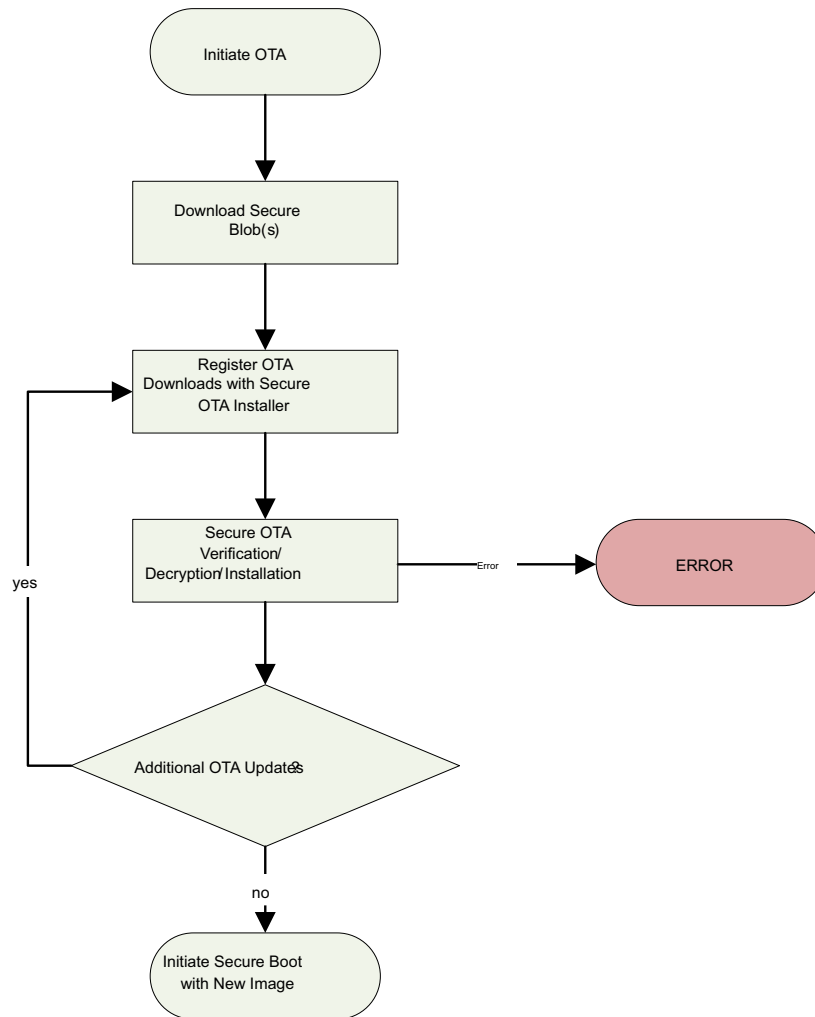 Initiate OTA
Download Secure
Blob(s)
Register OTA
Downloads with Secure
OTA Installer
Secure OTA
Verification/
Decryption/Installation
Error
ERROR
yes
Additional OTA Updates?
no
Initiate Secure Boot
with New Image